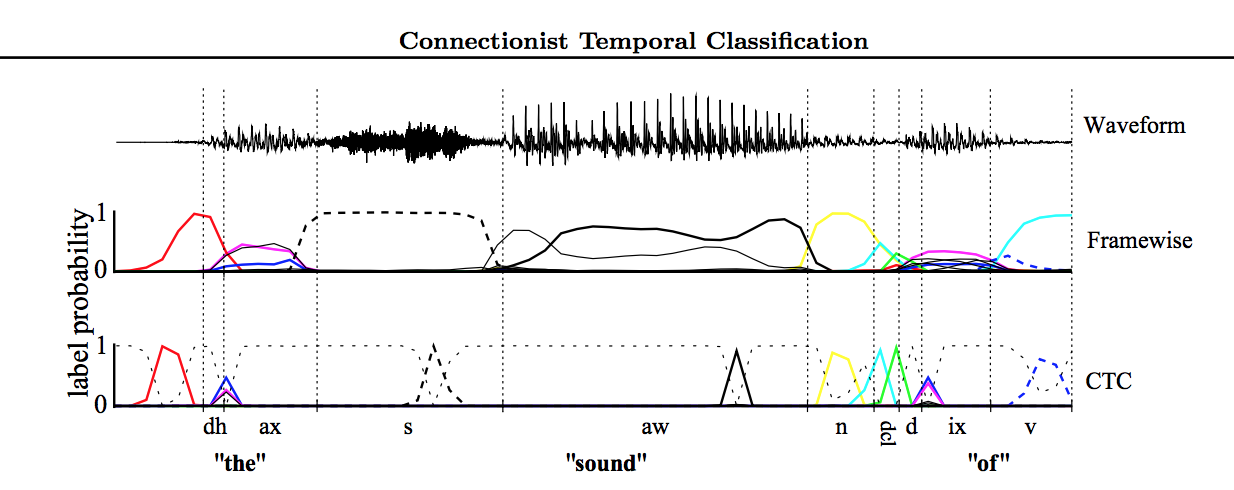 Connectionist Temporal Classification
Waveform
label probability
1
Framewise
0
1
CTC
0
dh ax s aw n dcl d ix v
"the" "sound" "of"